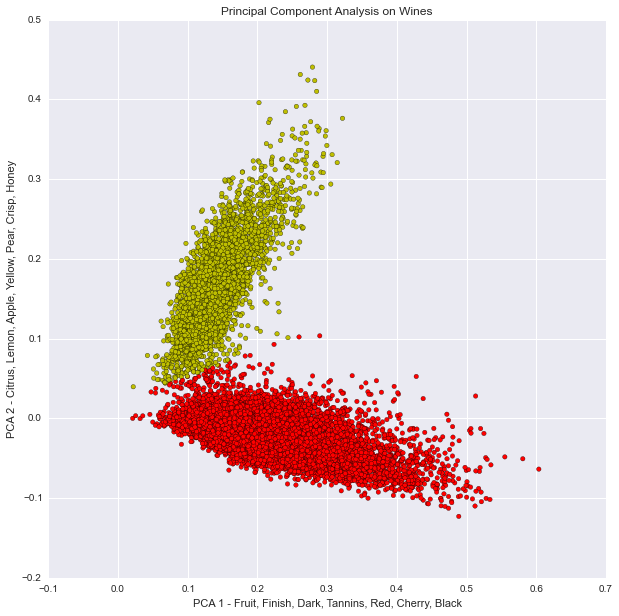 Principal Component Analysis on Wines
0.5
0.4
0.3
0.2
0.1
0.0
−0.1
−0.2
PCA 2 - Citrus, Lemon, Apple, Yellow, Pear, Crisp, Honey
−0.1 0.0 0.1 0.2 0.3 0.4 0.5 0.6 0.7
PCA 1 - Fruit, Finish, Dark, Tannins, Red, Cherry, Black